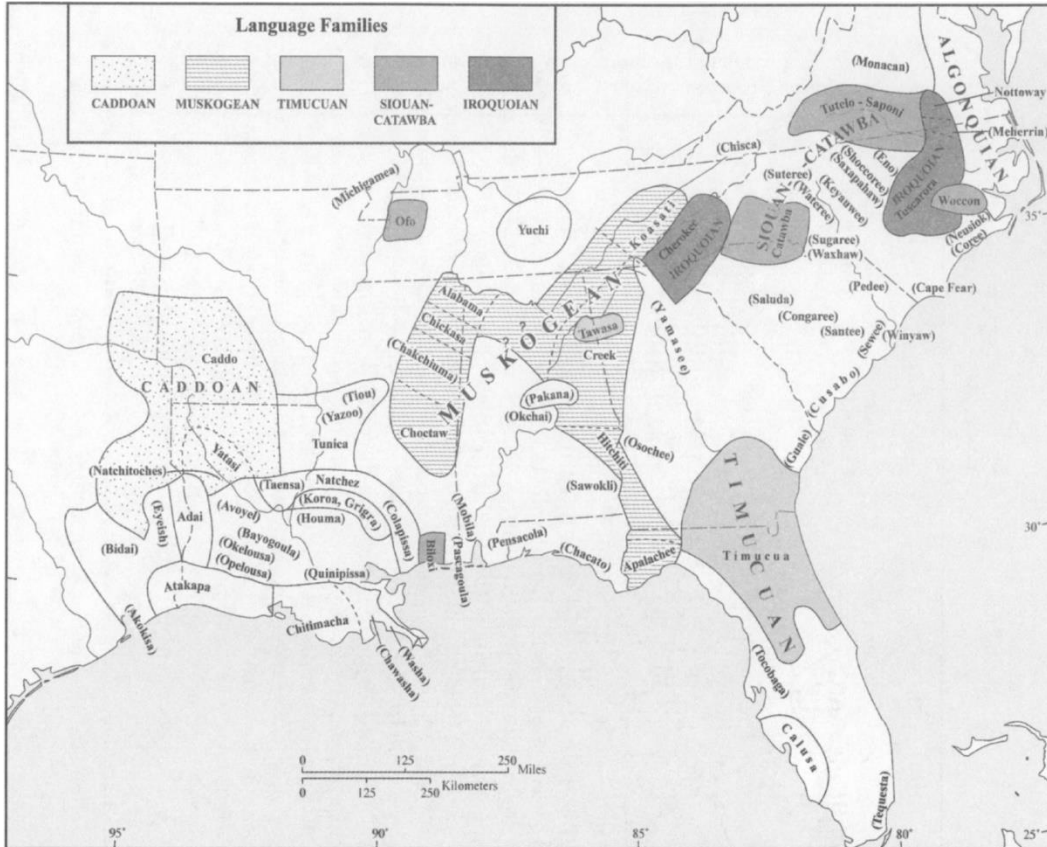 Language Families
CADDOAN
MUSKOGEAN
TIMUCUAN
SIOUAN-
CATAWBA
IROQUOIAN
ALGONQUIAN
(Monacan)
Nottoway
Tutelo - Saponi
(Meherrin)
SIOUAN-CATAWBA
(Chisca)
(Eno)
(Shoccoree)
(Saxapahaw)
(Keyauwee)
IROQUOIAN
Tuscarora
Woccon
(Suteree)
(Wateree)
(Michigamea)
Ofo
Yuchi
Koasati
Cherokee
IROQUOIAN
Catawba
(Sugaree)
(Waxhaw)
(Neusiok)
(Coree)
35°
(Pedee)
(Cape Fear)
(Saluda)
(Congaree)
(Santee)
(Sewee)
(Winyaw)
(Yamasee)
(Cusabo)
(Guale)
MUSKOGEAN
Alabama
Chickasa
(Chakchiuma)
Choctaw
?
?
Tawasa
Creek
(Pakana)
(Okchai)
Hitchiti
(Osochee)
(Sawokli)
Caddo
CADDOAN
Yatasi
(Natchitoches)
(Tiou)
(Yazoo)
Tunica
(Taensa)
Natchez
(Koroa, Grigra)
(Houma)
(Colapissa)
(Eyeish)
Adai
(Avoyel)
(Bayogoula)
(Okelousa)
(Opelousa)
(Bidai)
(Quinipissa)
Biloxi
(Mobila)
(Pascagoula)
(Pensacola)
(Chacato)
Apalachee
30°
TIMUCUAN
Timucua
Atakapa
(Akokisa)
Chitimacha
(Washa)
(Chawasha)
(Tocobaga)
Calusa
(Tequesta)
0 125 250
Miles
Kilometers
0 125 250
95°
90°
85°
80°
25°